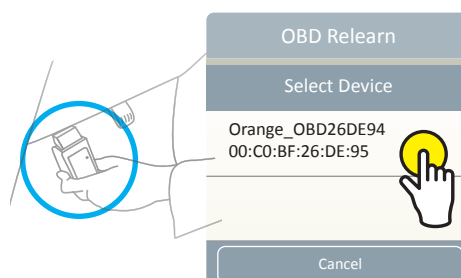 OBD Relearn
Select Device
Orange_OBD26DE94
00:C0:BF:26:DE:95
Cancel